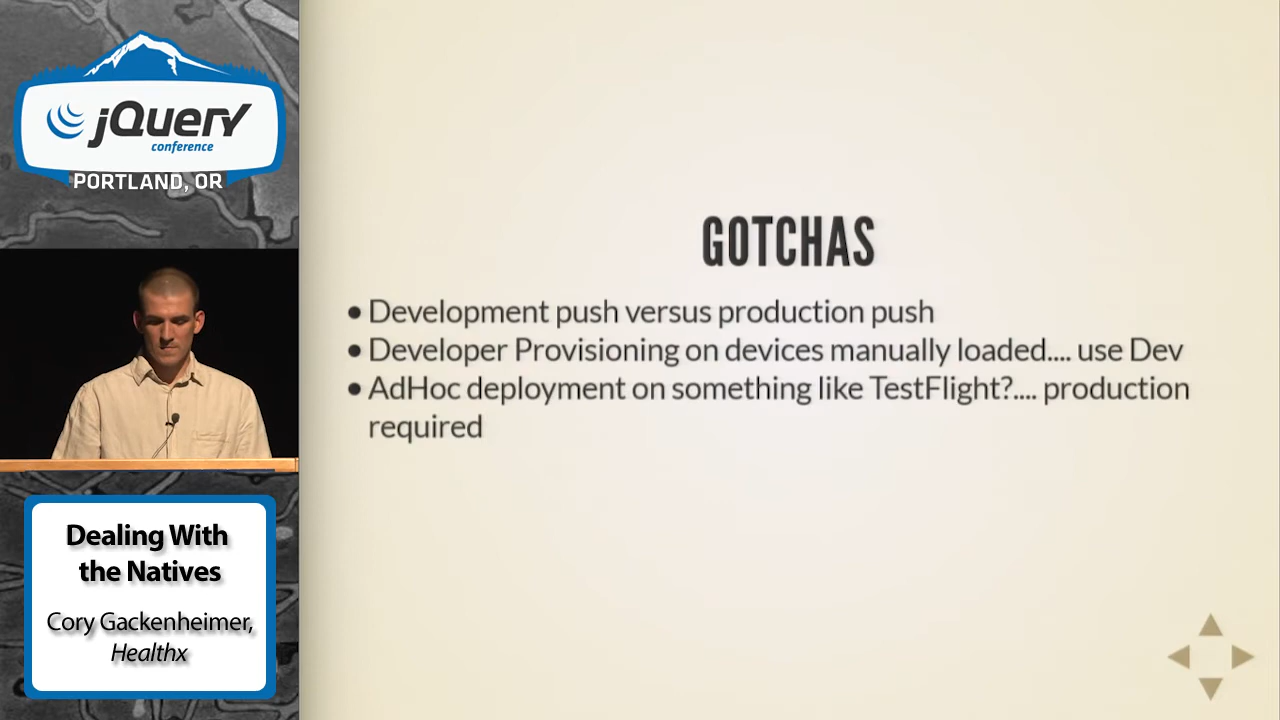 jQuery
conference
PORTLAND, OR
Dealing With
the Natives
Cory Gackenheimer,
Healthx
GOTCHAS
• Development push versus production push
• Developer Provisioning on devices manually loaded.... use Dev
• AdHoc deployment on something like TestFlight?.... production
required